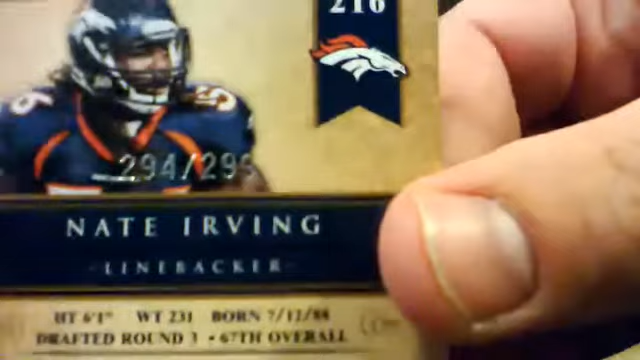 216
294/299
NATE IRVING
LINEBACKER
HT 6'1" WT 231 BORN 7/12/88
DRAFTED ROUND 3 • 67TH OVERALL